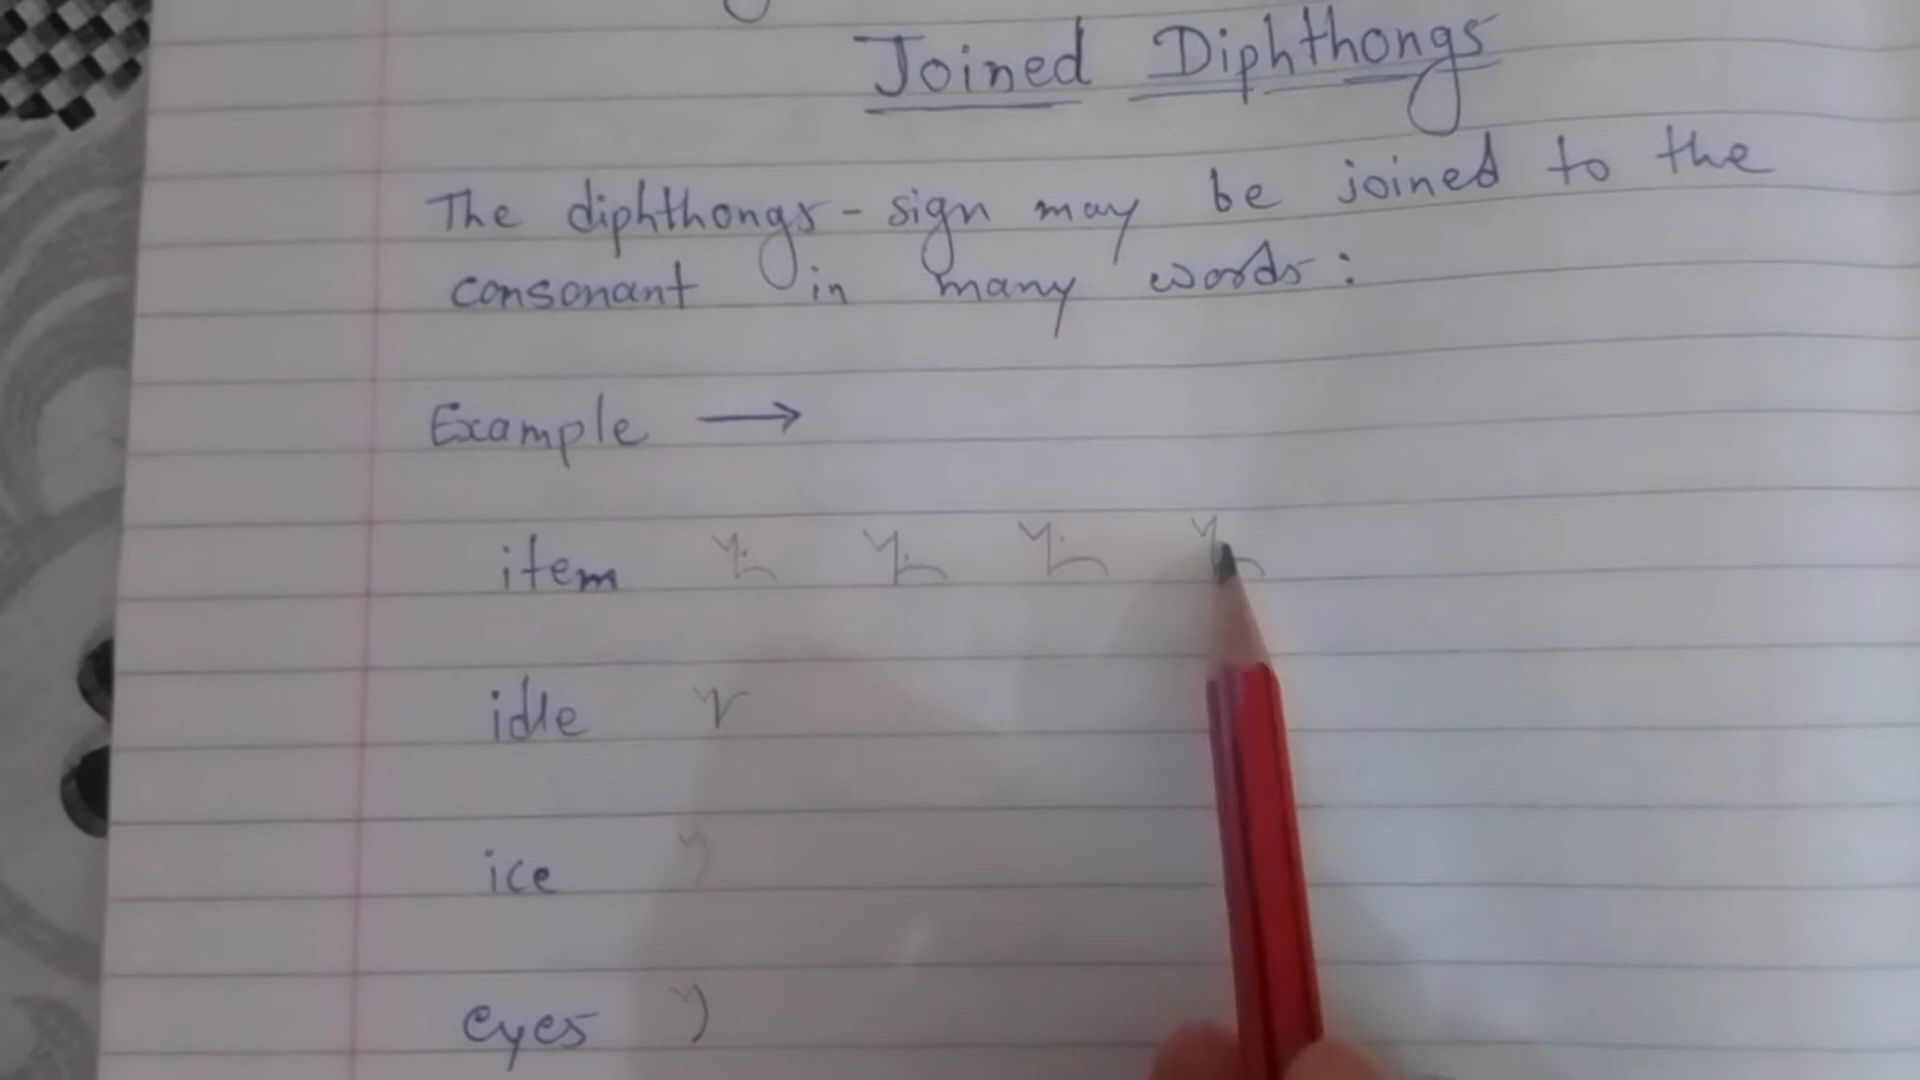 Joined Diphthongs
The diphthongs - sign may be joined to the
consonant in many words :
Example →
item
idle
ice
eyes